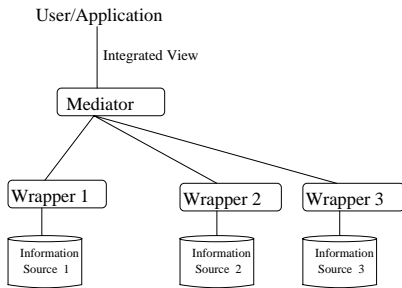 User/Application
Integrated View
Mediator
Wrapper 1
Wrapper 2
Wrapper 3
Information
Source 1
Information
Source 2
Information
Source 3